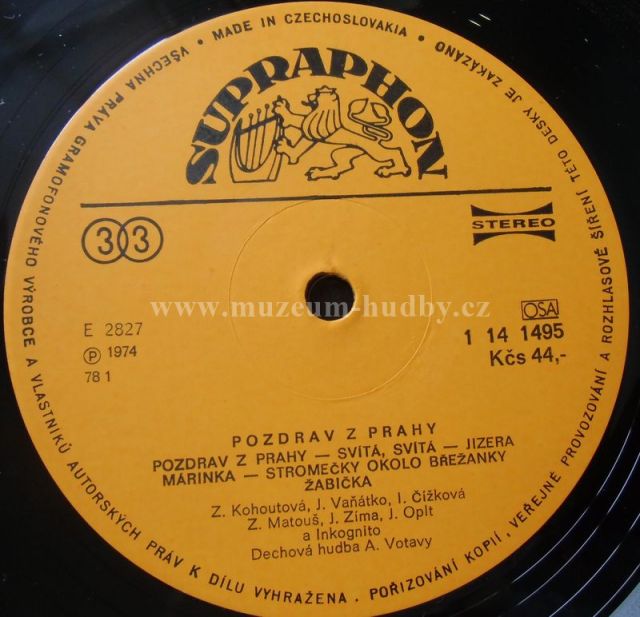 VŠECHNA PRÁVA GRAMOFONOVÉHO VÝROBCE A VLASTNÍKŮ AUTORSKÝCH PRÁV K DÍLU VYHRAŽENA. POŘIZOVÁNÍ KOPIÍ, VEŘEJNÉ PROVOZOVÁNÍ A ROZHLASOVÉ ŠÍŘENÍ TÉTO DESKY JE ZAKÁZÁNO
• MADE IN CZECHOSLOVAKIA •
SUPRAPHON
33
STEREO
www.muzeum-hudby.cz
E 2827
OSA
Ⓟ 1974
1 14 1495
78 1
Kčs 44,-
POZDRAV Z PRAHY
POZDRAV Z PRAHY — SVÍTÁ, SVÍTÁ — JIZERA
MARINKA — STROMEČKY OKOLO BŘEŽANKY
ŽABIČKA
Z. Kohoutová, J. Vaňátko, I. Čížková
Z. Matouš, J. Zíma, J. Oplt
a Inkognito
Dechová hudba A. Votavy